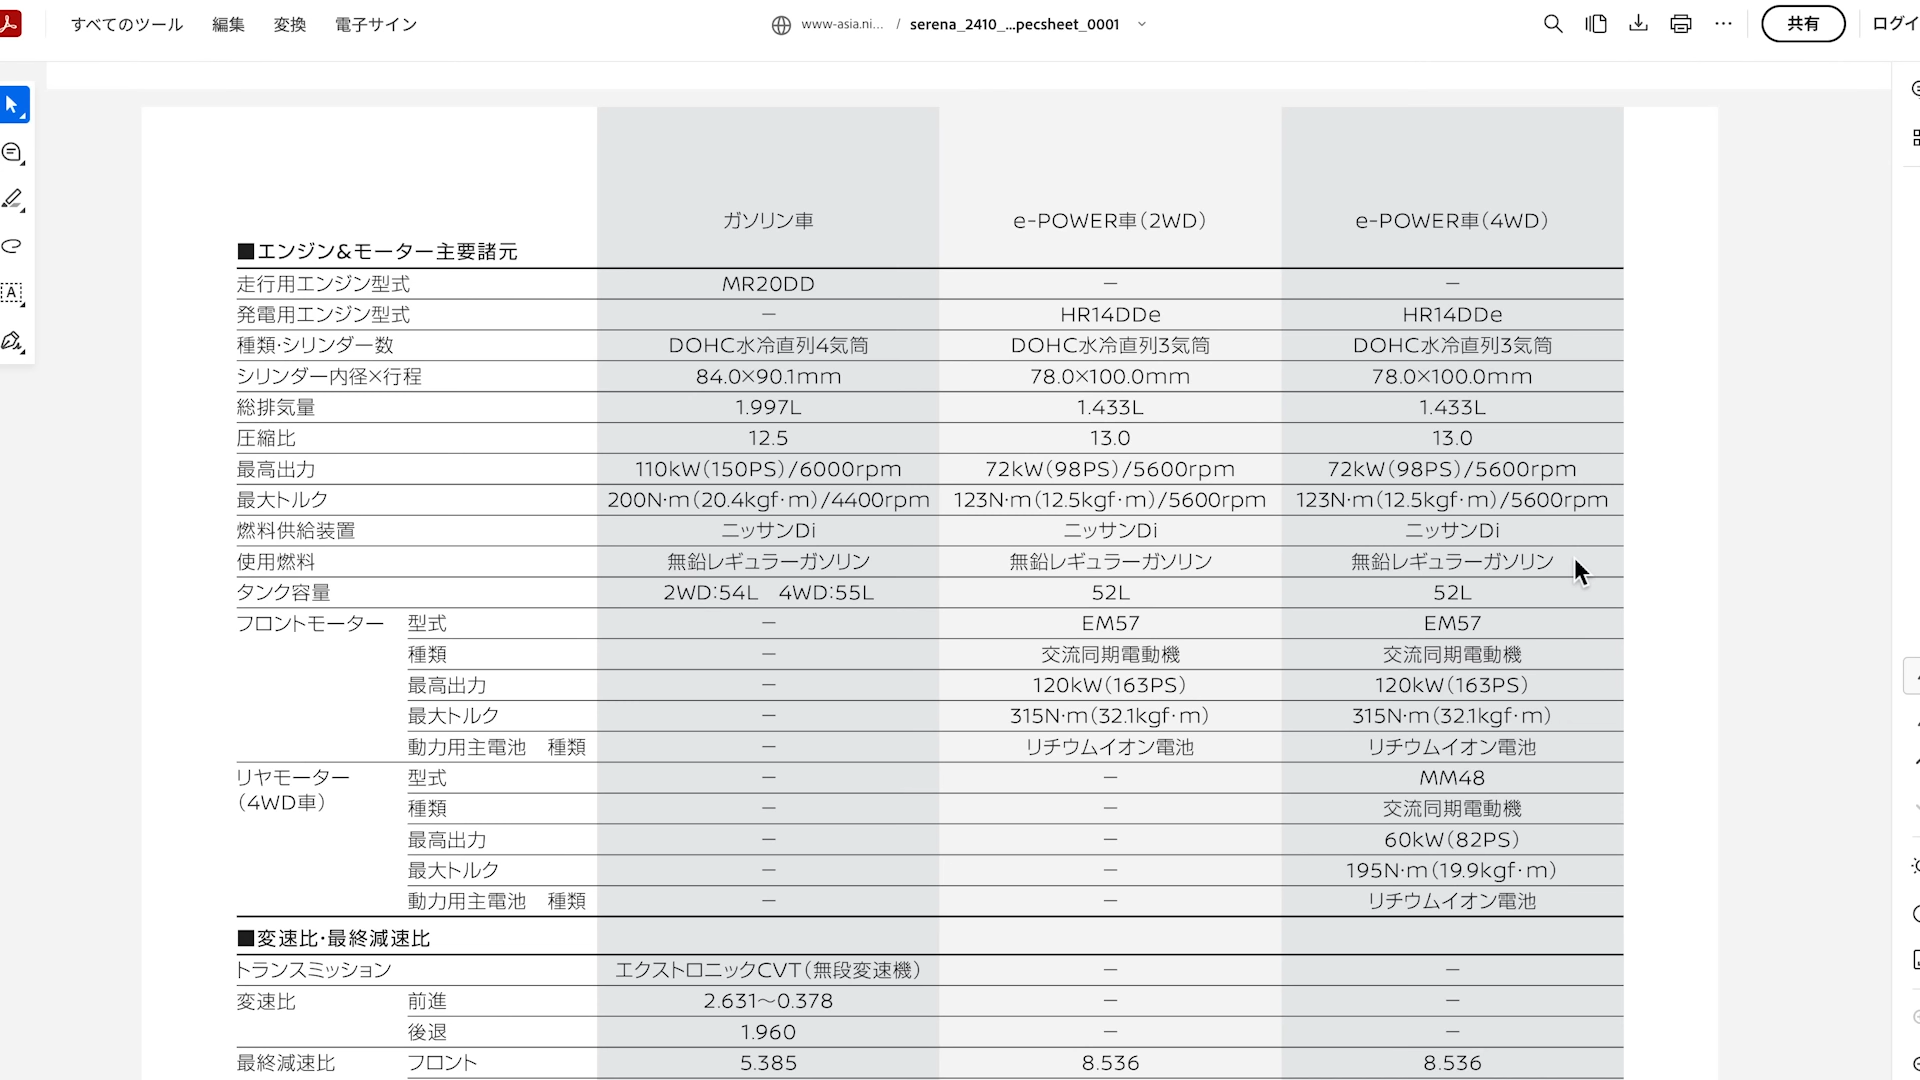 すべてのツール 編集 変換 電子サイン www-asia.ni... / serena_2410_...pecsheet_0001 共有 ログイ
ガソリン車 e-POWER車（2WD） e-POWER車（4WD）
■エンジン&モーター主要諸元
走行用エンジン型式 MR20DD － －
発電用エンジン型式 － HR14DDe HR14DDe
種類・シリンダー数 DOHC水冷直列4気筒 DOHC水冷直列3気筒 DOHC水冷直列3気筒
シリンダー内径×行程 84.0×90.1mm 78.0×100.0mm 78.0×100.0mm
総排気量 1.997L 1.433L 1.433L
圧縮比 12.5 13.0 13.0
最高出力 110kW（150PS）/6000rpm 72kW（98PS）/5600rpm 72kW（98PS）/5600rpm
最大トルク 200N・m（20.4kgf・m）/4400rpm 123N・m（12.5kgf・m）/5600rpm 123N・m（12.5kgf・m）/5600rpm
燃料供給装置 ニッサンDi ニッサンDi ニッサンDi
使用燃料 無鉛レギュラーガソリン 無鉛レギュラーガソリン 無鉛レギュラーガソリン
タンク容量 2WD:54L 4WD:55L 52L 52L
フロントモーター 型式 － EM57 EM57
種類 － 交流同期電動機 交流同期電動機
最高出力 － 120kW（163PS） 120kW（163PS）
最大トルク － 315N・m（32.1kgf・m） 315N・m（32.1kgf・m）
動力用主電池 種類 － リチウムイオン電池 リチウムイオン電池
リヤモーター 型式 － － MM48
（4WD車） 種類 － － 交流同期電動機
最高出力 － － 60kW（82PS）
最大トルク － － 195N・m（19.9kgf・m）
動力用主電池 種類 － － リチウムイオン電池
■変速比・最終減速比
トランスミッション エクストロニックCVT（無段変速機） － －
変速比 前進 2.631～0.378 － －
後退 1.960 － －
最終減速比 フロント 5.385 8.536 8.536